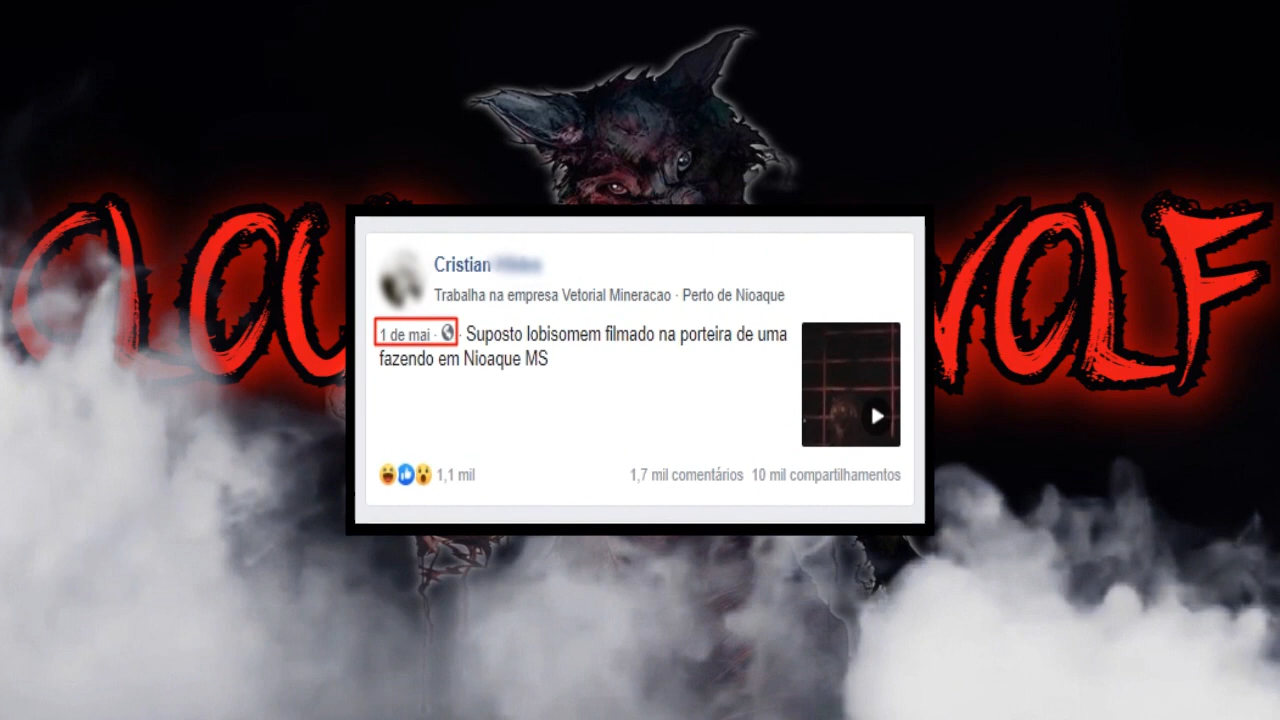 Cristian
Trabalha na empresa Vetorial Mineracao · Perto de Nioaque
1 de mai · · Suposto lobisomem filmado na porteira de uma
fazendo em Nioaque MS
1,1 mil 1,7 mil comentários 10 mil compartilhamentos
OLF